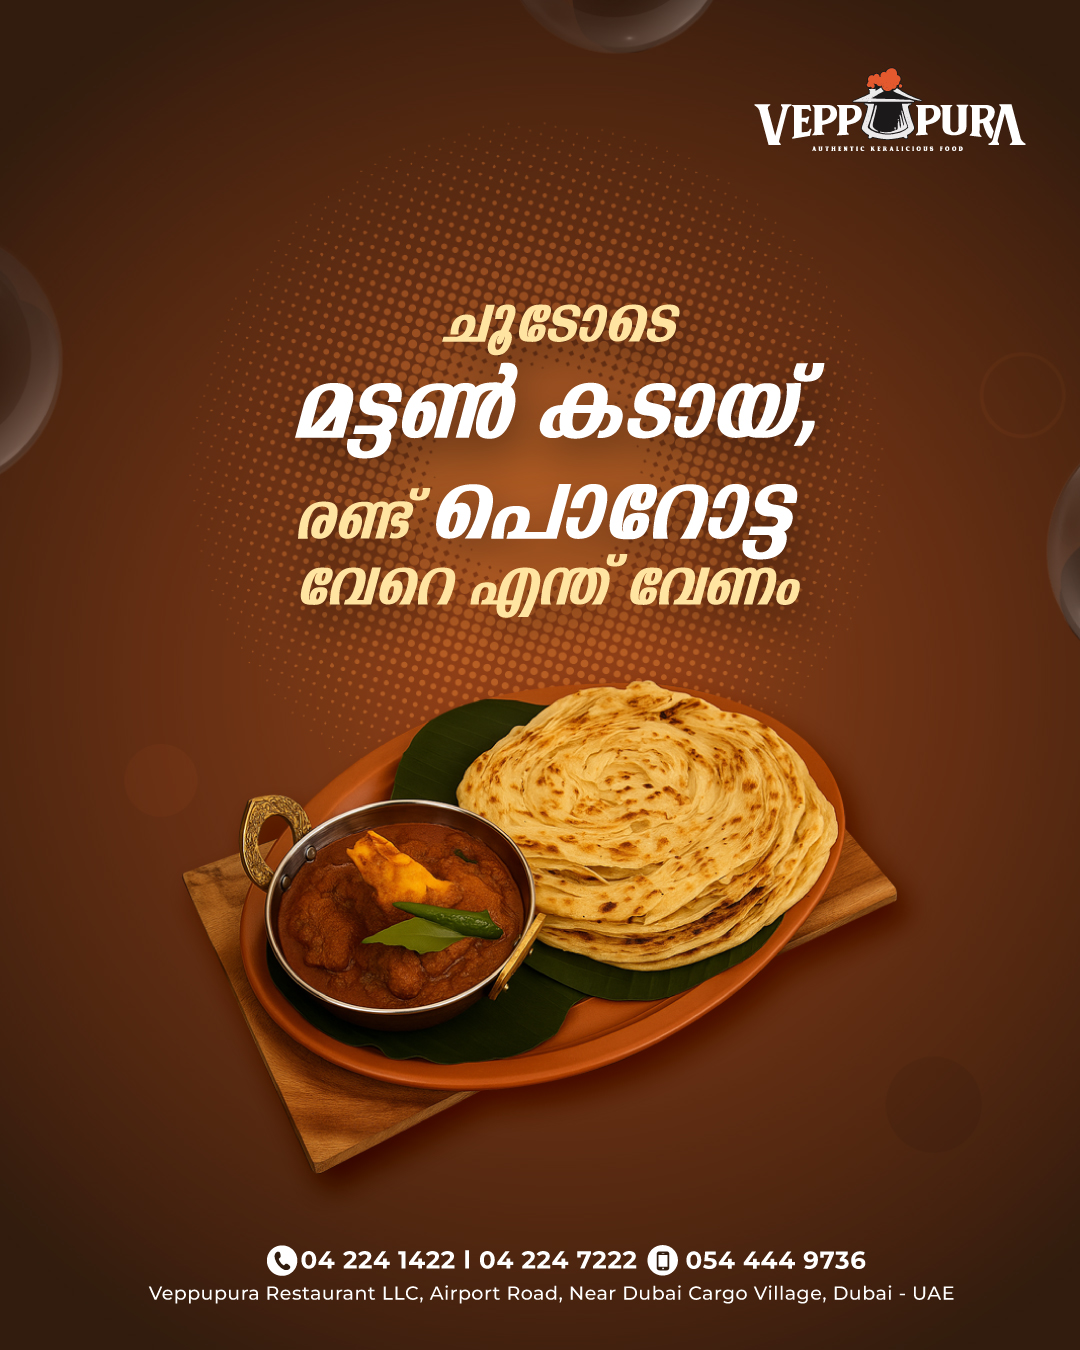 VEPPUPURA
AUTHENTIC KERALICIOUS FOOD
ചൂടോടെ
മട്ടൺ കടായ്,
രണ്ട് പൊറോട്ട
വേറെ എന്ത് വേണം
04 224 1422 | 04 224 7222 054 444 9736
Veppupura Restaurant LLC, Airport Road, Near Dubai Cargo Village, Dubai - UAE